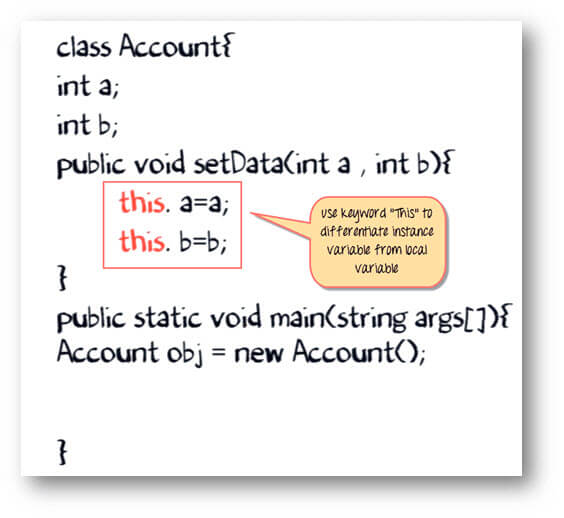 class Account{
int a;
int b;
public void setData(int a , int b){
this. a=a;
this. b=b;
use keyword "This" to
differentiate instance
variable from local
variable
}
public static void main(string args[]){
Account obj = new Account();
}